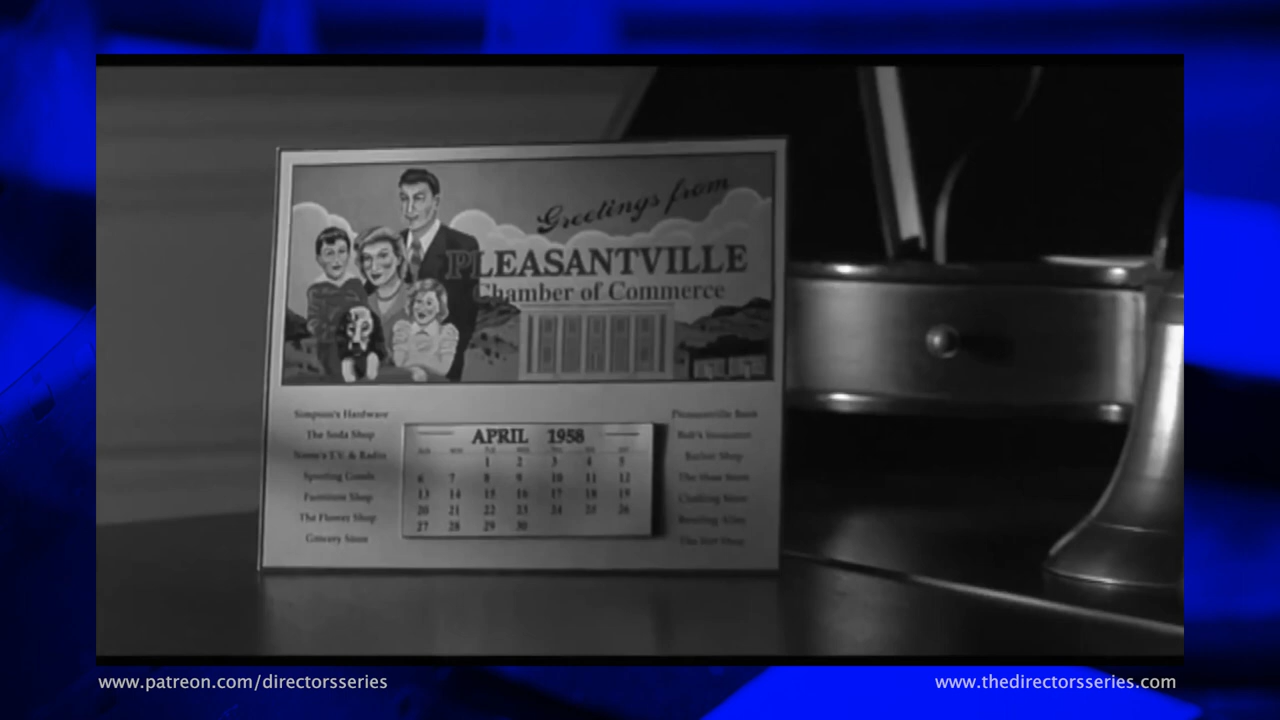 Greetings from
PLEASANTVILLE
Chamber of Commerce
Simpson's Hardware
The Soda Shop
T.V. & Radio
Sporting Goods
Furniture Shop
The Flower Shop
Grocery Store
APRIL 1958
1 2 3 4 5
6 7 8 9 10 11 12
13 14 15 16 17 18 19
20 21 22 23 24 25 26
27 28 29 30
Pleasantville Bank
Barber Shop
The Shoe Store
Clothing Store
Bowling Alley
www.patreon.com/directorsseries
www.thedirectorsseries.com